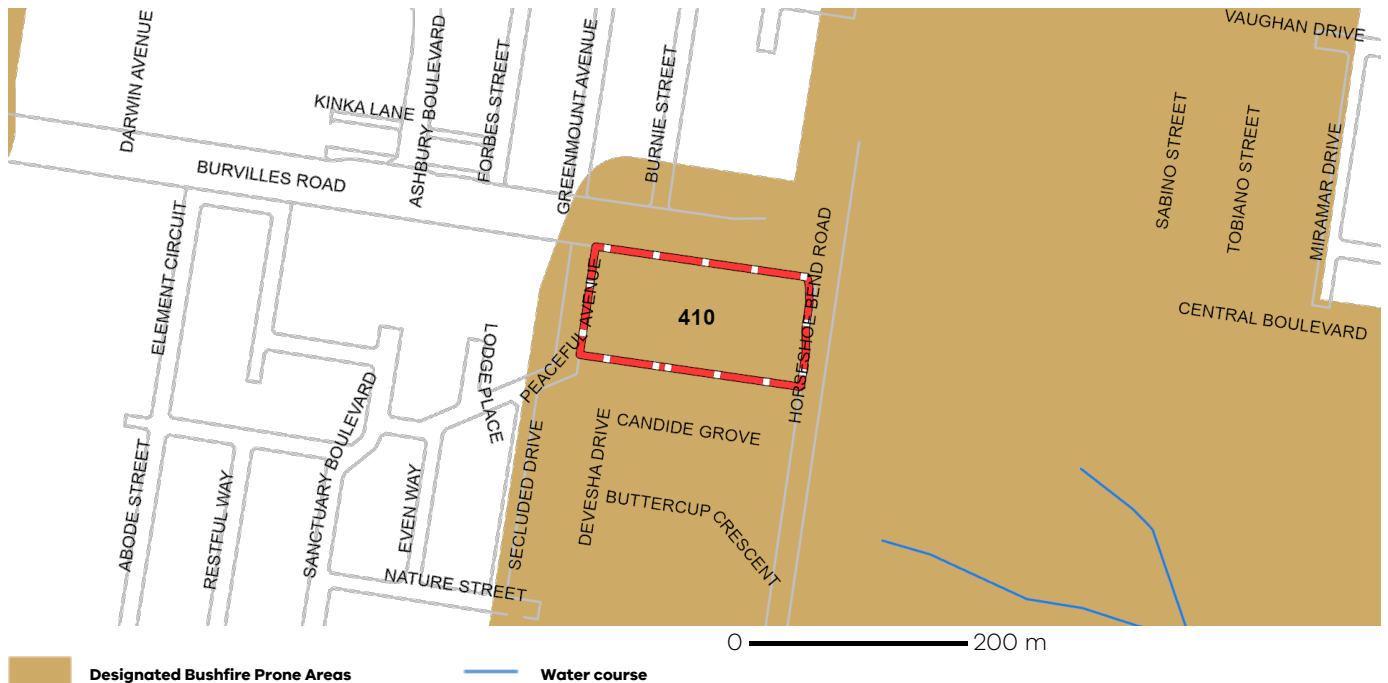 VAUGHAN DRIVE
DARWIN AVENUE
KINKA LANE
ASHBURY BOULEVARD
FORBES STREET
GREENMOUNT AVENUE
BURNIE STREET
SABINO STREET
TOBIANO STREET
MIRAMAR DRIVE
BURVILLES ROAD
ELEMENT CIRCUIT
HORSESHOE BEND ROAD
PEACEFUL AVENUE
410
CENTRAL BOULEVARD
LODGE PLACE
SANCTUARY BOULEVARD
CANDIDE GROVE
ABODE STREET
RESTFUL WAY
EVEN WAY
SECLUDED DRIVE
DEVESHA DRIVE
BUTTERCUP CRESCENT
NATURE STREET
0 200 m
Designated Bushfire Prone Areas
Water course